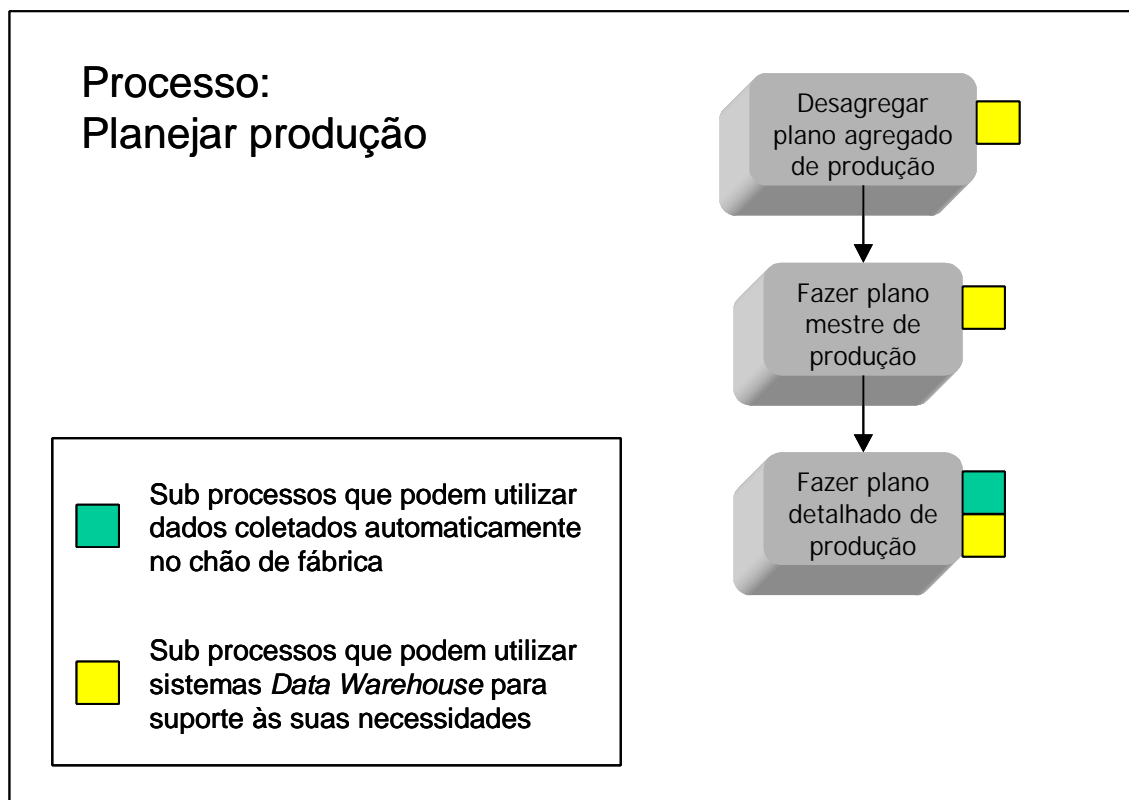 Processo:
Planejar produção
Desagregar
plano agregado
de produção
Fazer plano
mestre de
produção
Fazer plano
detalhado de
produção
Sub processos que podem utilizar
dados coletados automaticamente
no chão de fábrica
Sub processos que podem utilizar
sistemas Data Warehouse para
suporte às suas necessidades